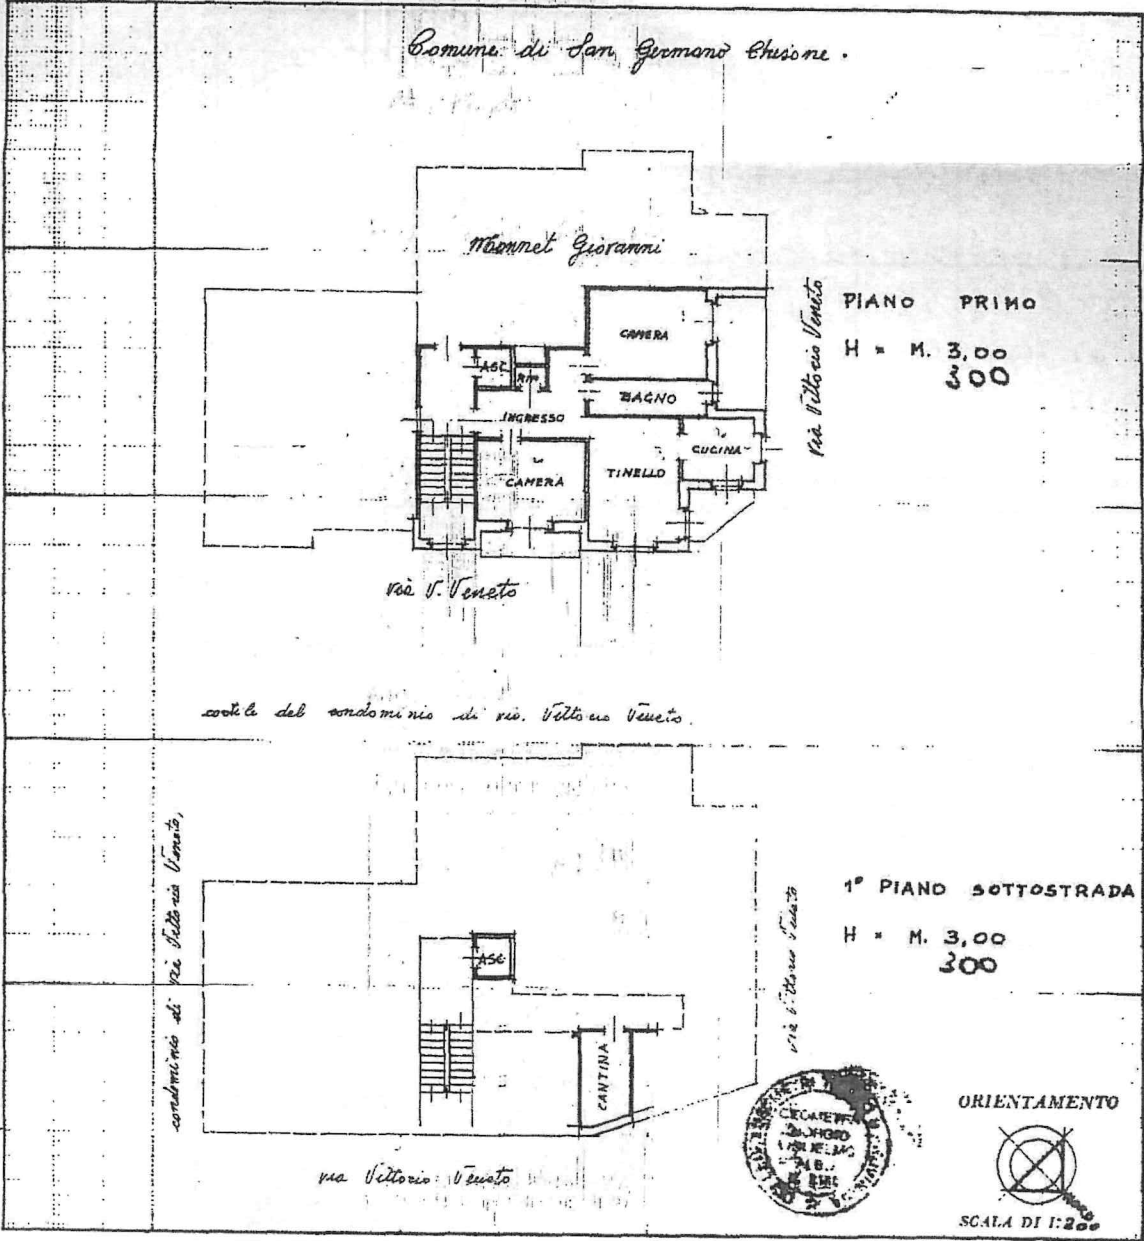 Comune di San Germano Chisone.
Monnet Giovanni
via Vittorio Veneto
PIANO PRIMO
H = M. 3,00
300
CAMERA
ASC
RIP
BAGNO
INGRESSO
CUCINA
TINELLO
CAMERA
via V. Veneto
cortile del condominio di via Vittorio Veneto.
condominio di via Vittorio Veneto,
1° PIANO SOTTOSTRADA
H = M. 3,00
300
ASC
via Vittorio Veneto
CANTINA
via Vittorio Veneto
GEOMETRA
GIORGIO
ORIENTAMENTO
SCALA DI 1:200